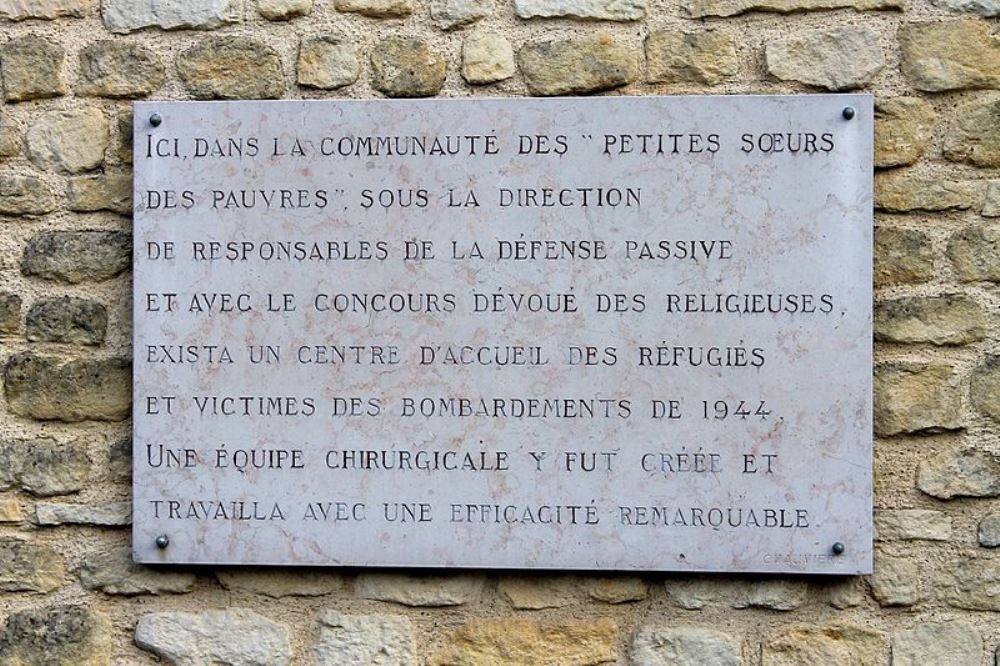 ICI, DANS LA COMMUNAUTÉ DES "PETITES SŒURS
DES PAUVRES", SOUS LA DIRECTION
DE RESPONSABLES DE LA DÉFENSE PASSIVE
ET AVEC LE CONCOURS DÉVOUÉ DES RELIGIEUSES,
EXISTA UN CENTRE D'ACCUEIL DES RÉFUGIÉS
ET VICTIMES DES BOMBARDEMENTS DE 1944.
UNE ÉQUIPE CHIRURGICALE Y FUT CRÉÉE ET
TRAVAILLA AVEC UNE EFFICACITÉ REMARQUABLE.